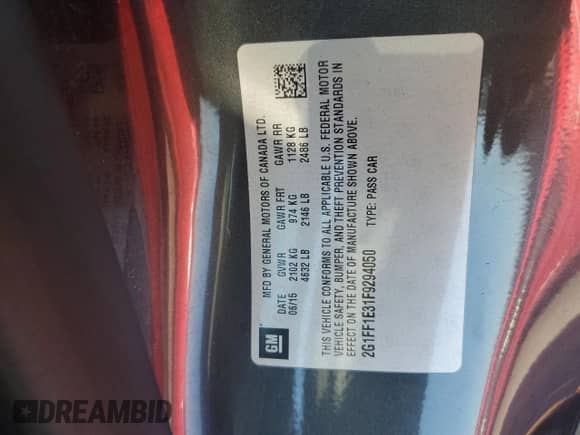 MFD BY GENERAL MOTORS OF CANADA LTD.
DATE GVWR GAWR FRT GAWR RR
06/15 2102 KG 974 KG 1128 KG
4632 LB 2146 LB 2486 LB
THIS VEHICLE CONFORMS TO ALL APPLICABLE U.S. FEDERAL MOTOR
VEHICLE SAFETY, BUMPER, AND THEFT PREVENTION STANDARDS IN
EFFECT ON THE DATE OF MANUFACTURE SHOWN ABOVE.
2G1FF1E31F9294050 TYPE: PASS CAR
GM
DREAMBID